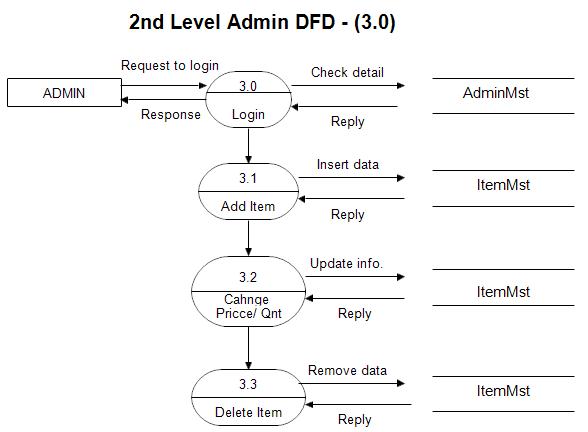 2nd Level Admin DFD - (3.0)
Request to login
Check detail
ADMIN
3.0
AdminMst
Response
Login
Reply
Insert data
3.1
ItemMst
Add Item
Reply
Update info.
3.2
ItemMst
Cahnge
Pricce/ Qnt
Reply
Remove data
3.3
ItemMst
Delete Item
Reply